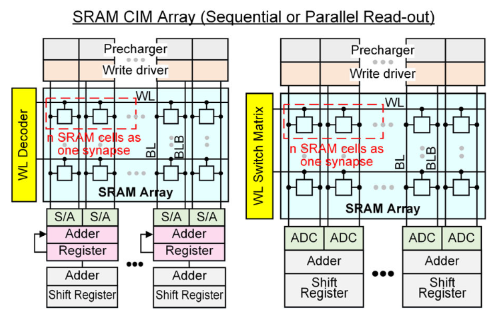 SRAM CIM Array (Sequential or Parallel Read-out)
Precharger
Write driver
WL Decoder
WL
n SRAM cells as
one synapse
BL
BLB
SRAM Array
S/A S/A S/A S/A
Adder Adder
Register Register
Adder Adder
Shift Register Shift Register
Precharger
Write driver
WL Switch Matrix
WL
n SRAM cells as
one synapse
BL
BLB
SRAM Array
ADC ADC ADC ADC
Adder Adder
Shift Shift
Register Register